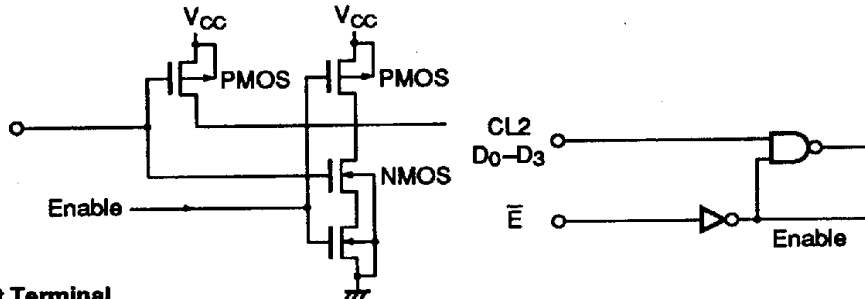 VCC
VCC
PMOS
PMOS
CL2
D0–D3
NMOS
Enable
E̅
Enable
t Terminal